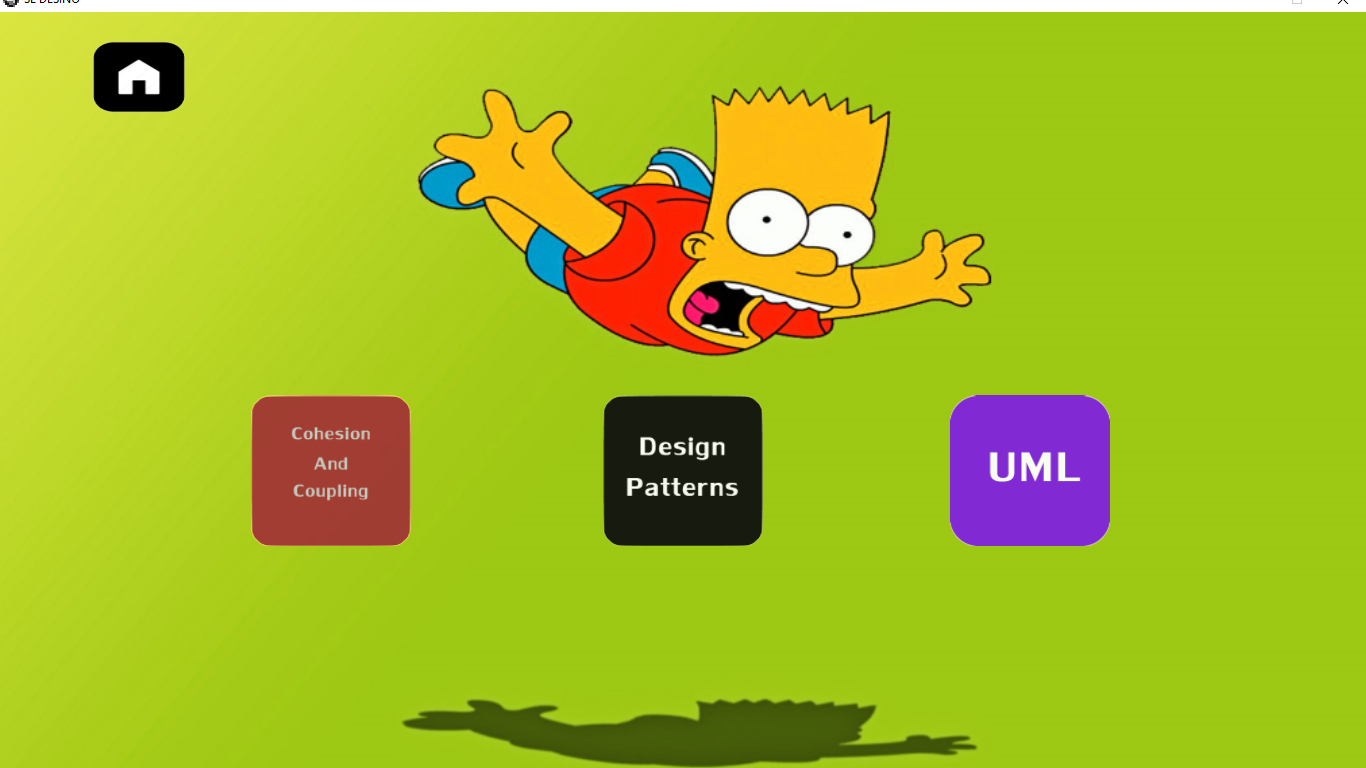 Cohesion
And
Coupling
Design
Patterns
UML